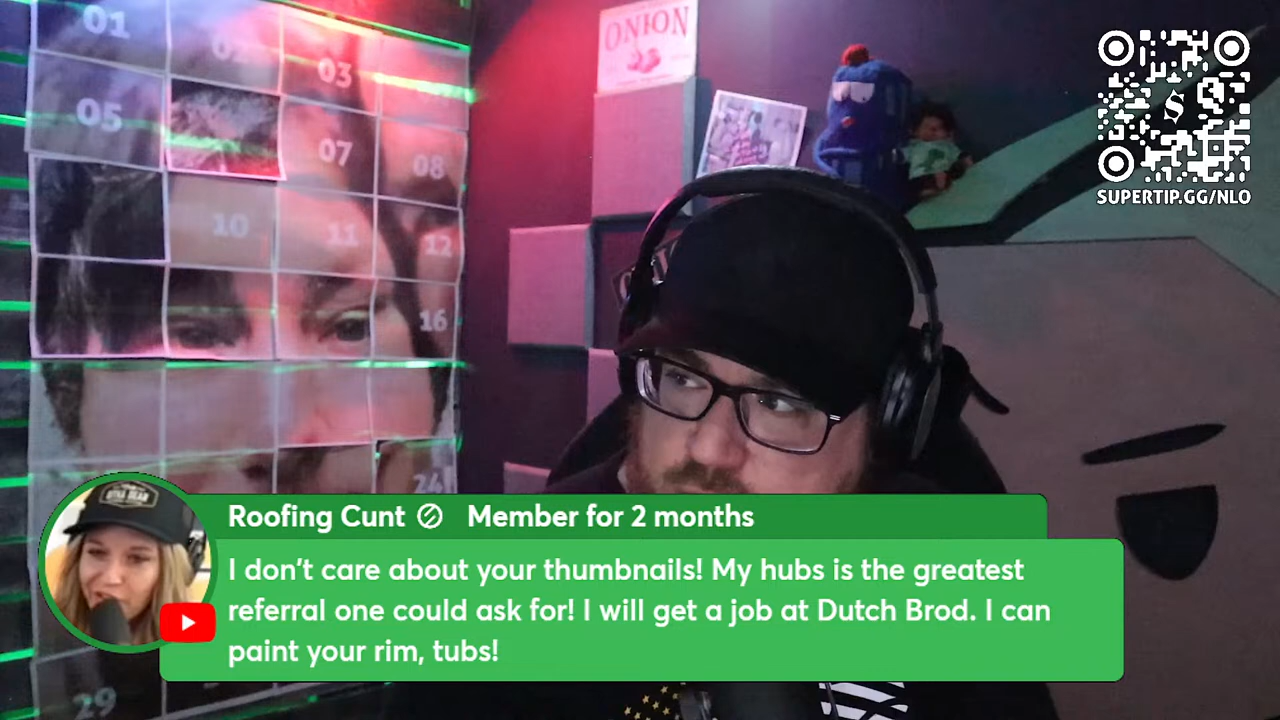 01
02
03
05
07
08
10
11
12
16
24
29
ONION
SUPERTIP.GG/NLO
Roofing Cunt Member for 2 months
I don't care about your thumbnails! My hubs is the greatest
referral one could ask for! I will get a job at Dutch Brod. I can
paint your rim, tubs!